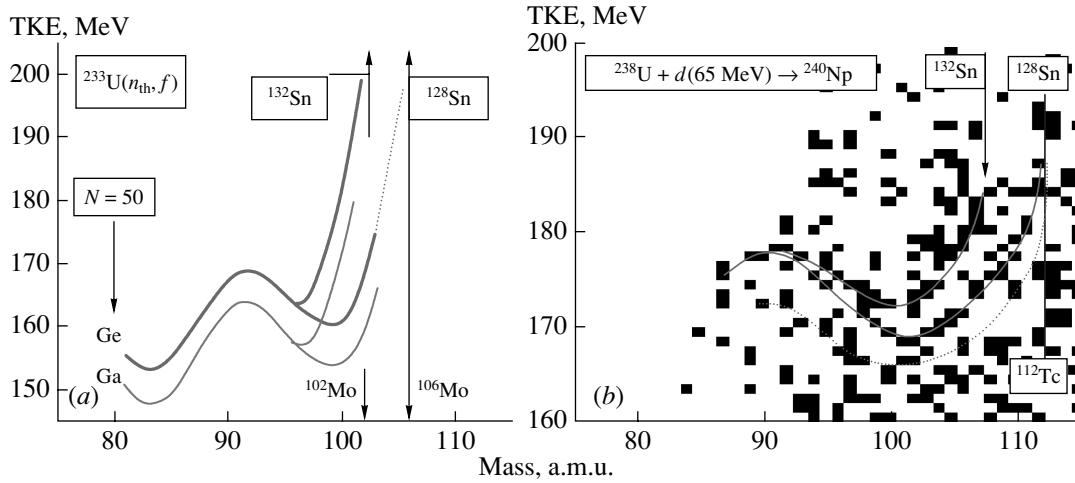 TKE, MeV
200
190
180
170
160
150
²³³U(n_th, f)
¹³²Sn
¹²⁸Sn
N = 50
Ge
Ga
(a)
¹⁰²Mo
¹⁰⁶Mo
80
90
100
110
TKE, MeV
200
190
180
170
160
²³⁸U + d(65 MeV) → ²⁴⁰Np
¹³²Sn
¹²⁸Sn
¹¹²Tc
(b)
80
90
100
110
Mass, a.m.u.